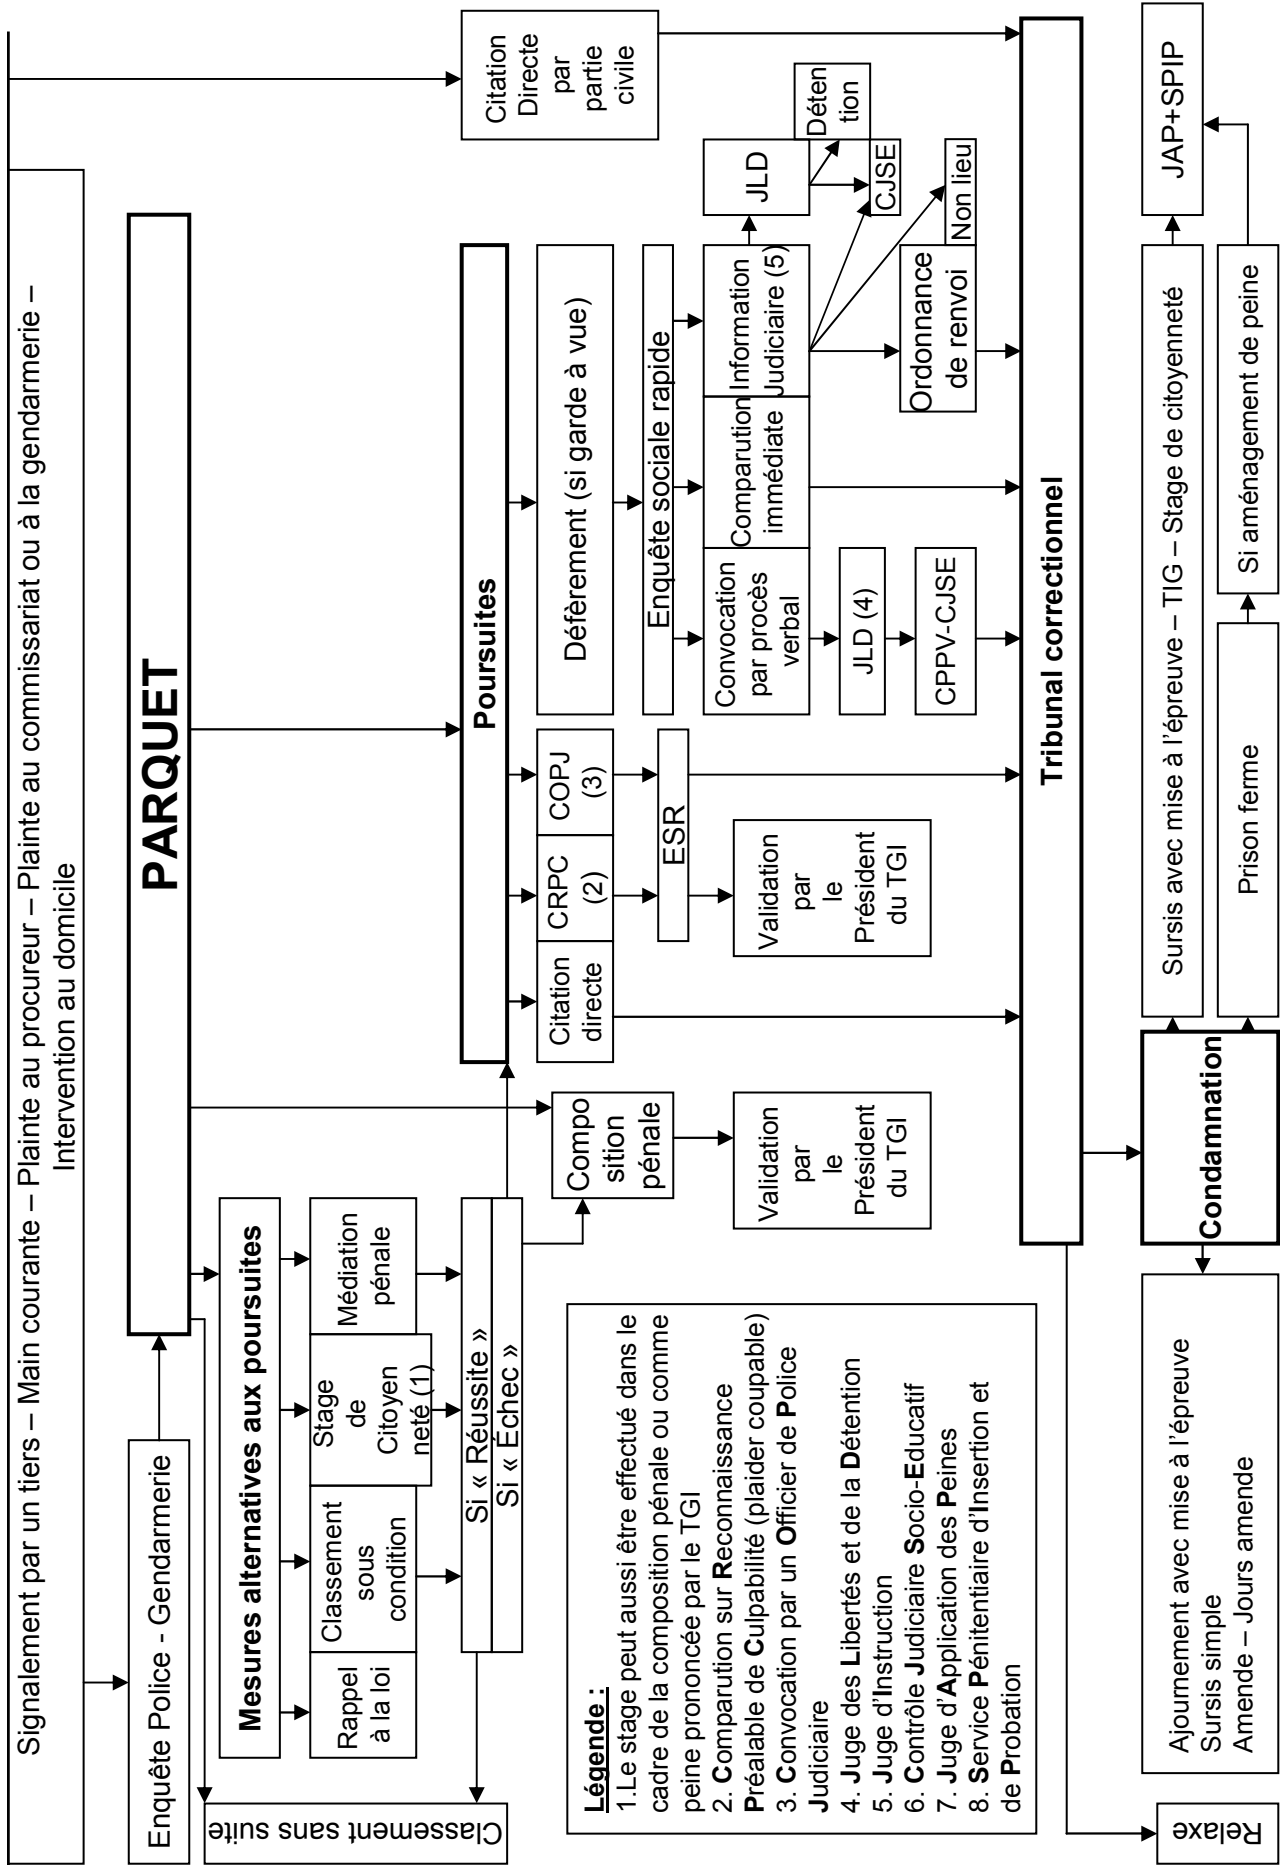 Signalement par un tiers – Main courante – Plainte au procureur – Plainte au commissariat ou à la gendarmerie –
Intervention au domicile
Enquête Police - Gendarmerie
PARQUET
Classement sans suite
Mesures alternatives aux poursuites
Rappel
à la loi
Classement
sous
condition
Stage
de
Citoyen
neté (1)
Médiation
pénale
Si « Réussite »
Si « Échec »
Compo
sition
pénale
Validation
par
le
Président
du TGI
Poursuites
Citation
directe
CRPC
(2)
COPJ
(3)
ESR
Validation
par
le
Président
du TGI
Défèrement (si garde à vue)
Enquête sociale rapide
Convocation
par procès
verbal
Comparution
immédiate
Information
Judiciaire (5)
JLD (4)
CPPV-CJSE
JLD
Déten
tion
CJSE
Non lieu
Ordonnance
de renvoi
Citation
Directe
par
partie
civile
Tribunal correctionnel
Légende :
1.Le stage peut aussi être effectué dans le
cadre de la composition pénale ou comme
peine prononcée par le TGI
2. Comparution sur Reconnaissance
Préalable de Culpabilité (plaider coupable)
3. Convocation par un Officier de Police
Judiciaire
4. Juge des Libertés et de la Détention
5. Juge d'Instruction
6. Contrôle Judiciaire Socio-Educatif
7. Juge d'Application des Peines
8. Service Pénitentiaire d'Insertion et
de Probation
Relaxe
Ajournement avec mise à l'épreuve
Sursis simple
Amende – Jours amende
Condamnation
Sursis avec mise à l'épreuve – TIG – Stage de citoyenneté
JAP+SPIP
Prison ferme
Si aménagement de peine